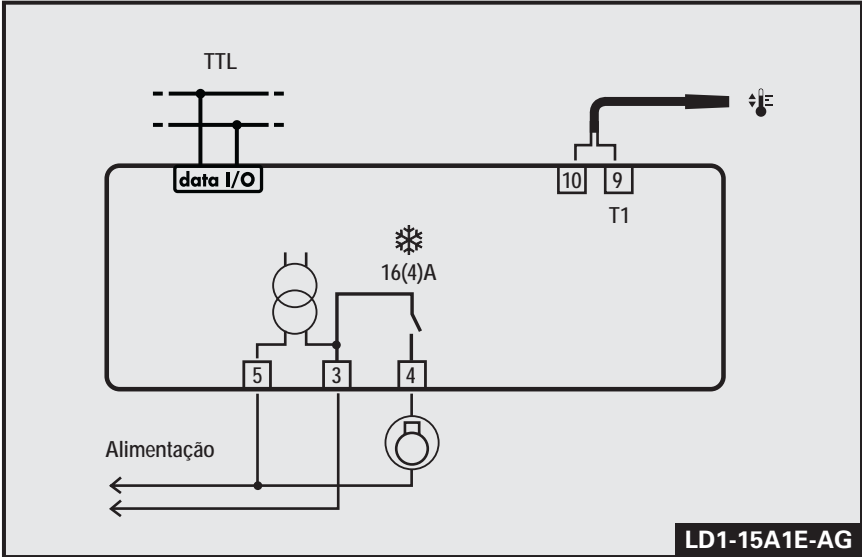 TTL
data I/O
10
9
T1
16(4)A
5
3
4
Alimentação
LD1-15A1E-AG